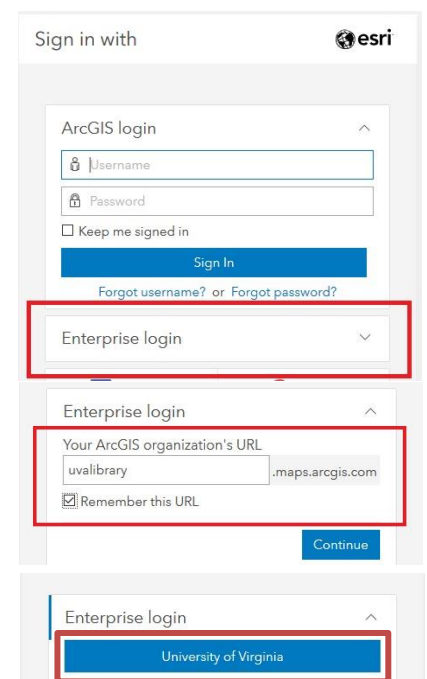 Sign in with esri
ArcGIS login
Username
Password
Keep me signed in
Sign In
Forgot username? or Forgot password?
Enterprise login
Enterprise login
Your ArcGIS organization's URL
uvalibrary .maps.arcgis.com
Remember this URL
Continue
Enterprise login
University of Virginia